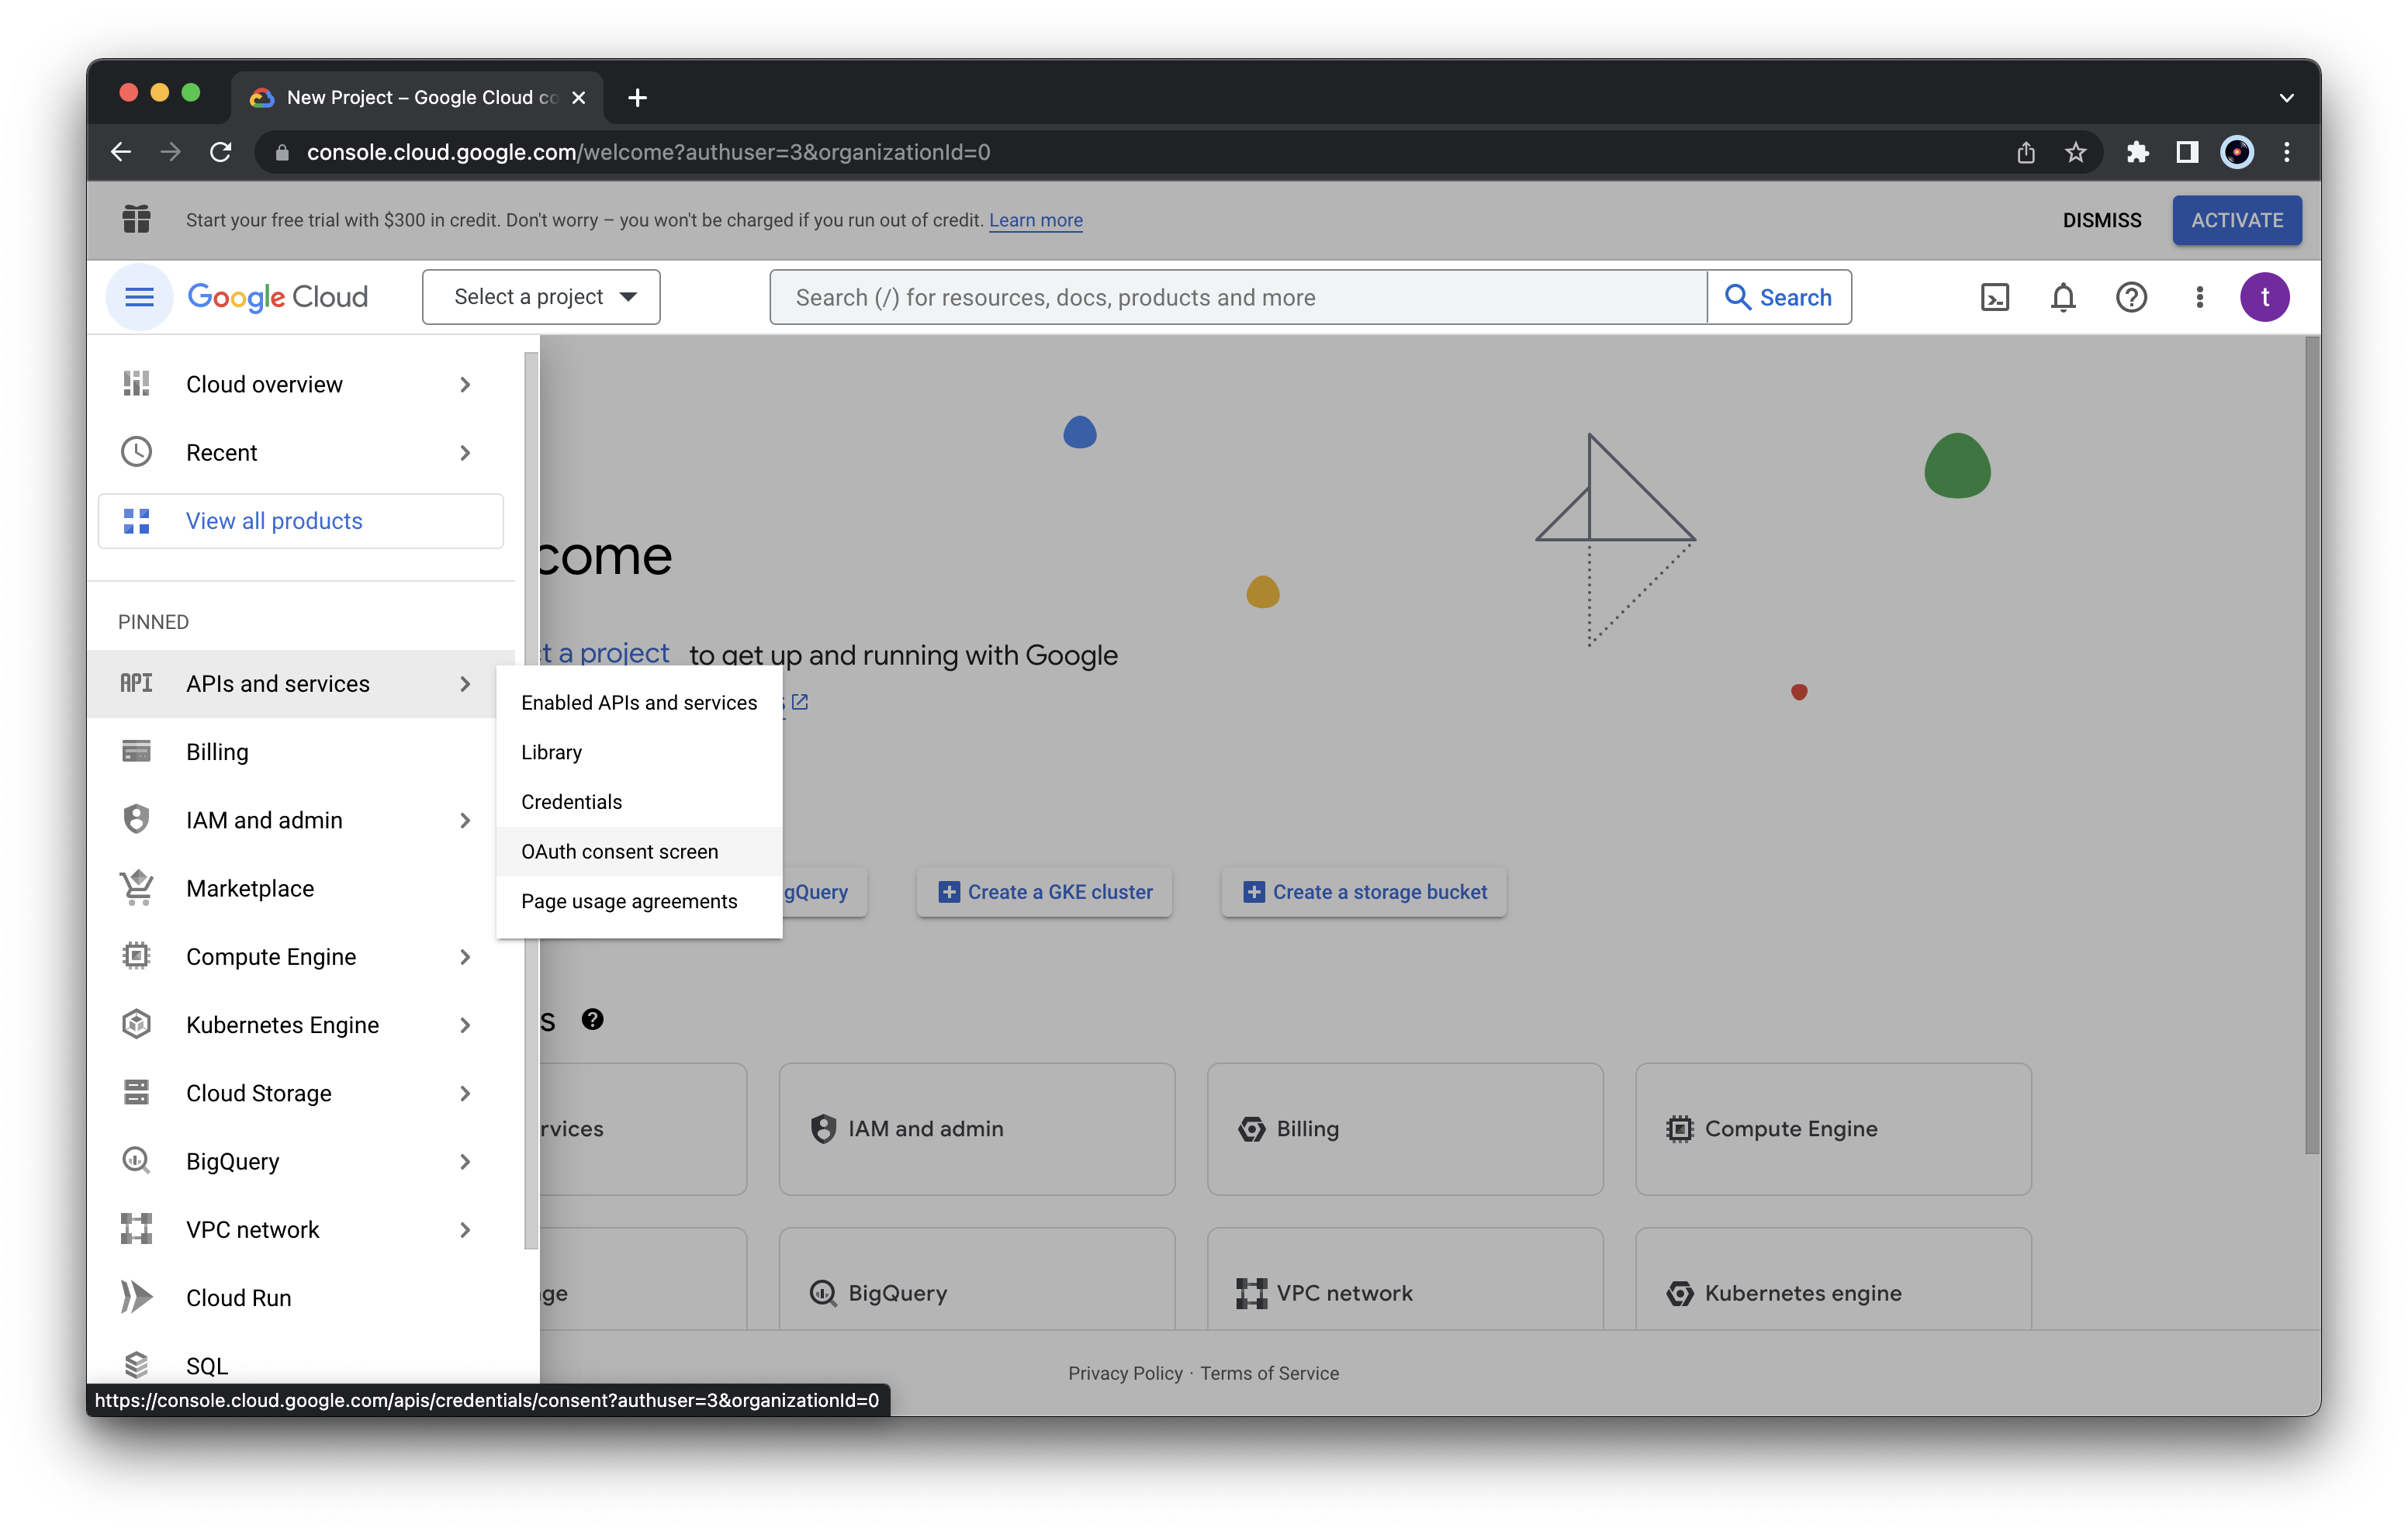 New Project – Google Cloud co
console.cloud.google.com/welcome?authuser=3&organizationId=0
Start your free trial with $300 in credit. Don't worry – you won't be charged if you run out of credit. Learn more
DISMISS
ACTIVATE
Google Cloud
Select a project
Search (/) for resources, docs, products and more
Search
t
Cloud overview
Recent
View all products
PINNED
API APIs and services
Billing
IAM and admin
Marketplace
Compute Engine
Kubernetes Engine
Cloud Storage
BigQuery
VPC network
Cloud Run
SQL
Enabled APIs and services
Library
Credentials
OAuth consent screen
Page usage agreements
come
t a project to get up and running with Google
gQuery
Create a GKE cluster
Create a storage bucket
s
rvices
IAM and admin
Billing
Compute Engine
ge
BigQuery
VPC network
Kubernetes engine
Privacy Policy · Terms of Service
https://console.cloud.google.com/apis/credentials/consent?authuser=3&organizationId=0